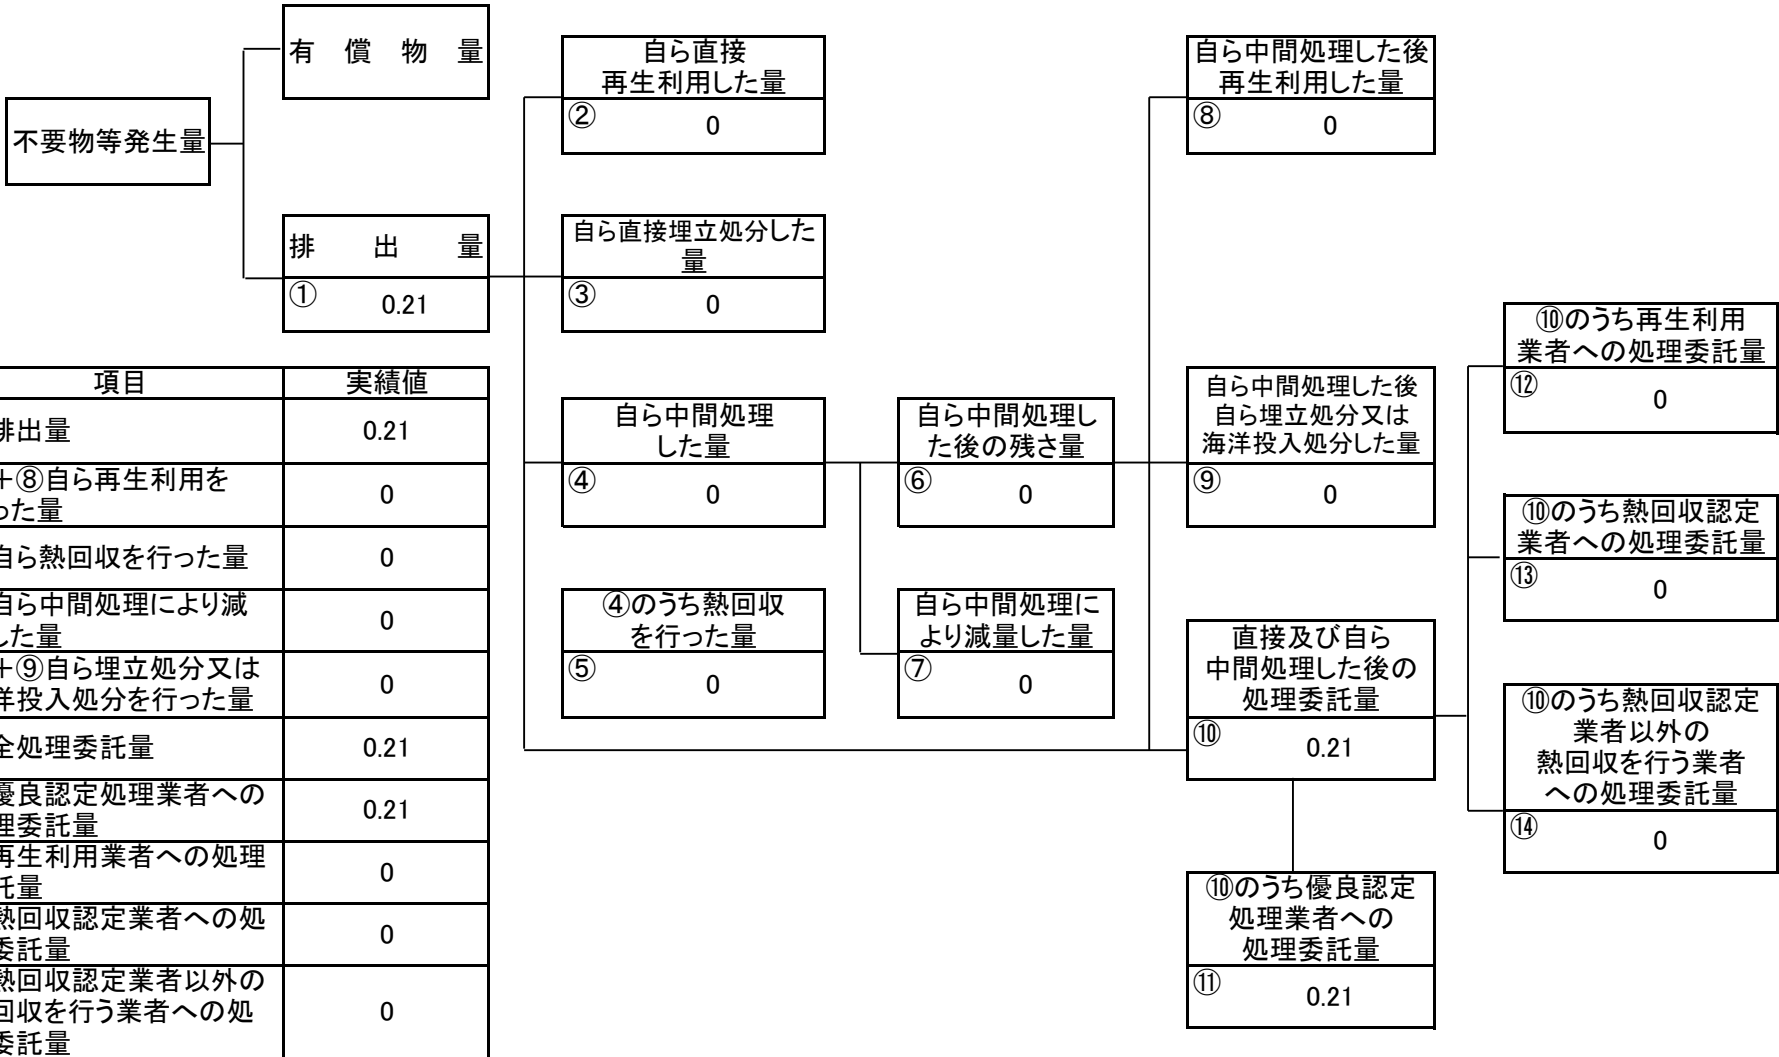 有償物量
不要物等発生量
排出量
① 0.21
自ら直接
再生利用した量
② 0
自ら直接埋立処分した
量
③ 0
自ら中間処理
した量
④ 0
④のうち熱回収
を行った量
⑤ 0
自ら中間処理し
た後の残さ量
⑥ 0
自ら中間処理に
より減量した量
⑦ 0
自ら中間処理した後
再生利用した量
⑧ 0
自ら中間処理した後
自ら埋立処分又は
海洋投入処分した量
⑨ 0
直接及び自ら
中間処理した後の
処理委託量
⑩ 0.21
⑩のうち優良認定
処理業者への
処理委託量
⑪ 0.21
⑩のうち再生利用
業者への処理委託量
⑫ 0
⑩のうち熱回収認定
業者への処理委託量
⑬ 0
⑩のうち熱回収認定
業者以外の
熱回収を行う業者
への処理委託量
⑭ 0
項目 実績値
排出量 0.21
+⑧自ら再生利用を
った量 0
自ら熱回収を行った量 0
自ら中間処理により減
した量 0
+⑨自ら埋立処分又は
洋投入処分を行った量 0
全処理委託量 0.21
優良認定処理業者への
理委託量 0.21
再生利用業者への処理
託量 0
熱回収認定業者への処
委託量 0
熱回収認定業者以外の
回収を行う業者への処
委託量 0